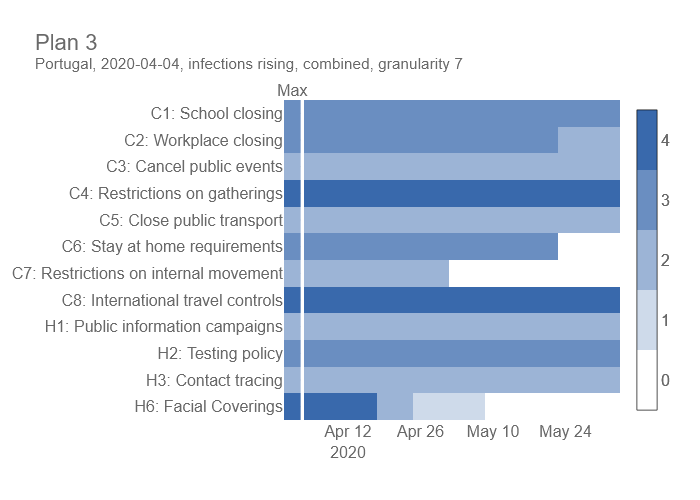 Plan 3
Portugal, 2020-04-04, infections rising, combined, granularity 7
Max
C1: School closing
C2: Workplace closing
C3: Cancel public events
C4: Restrictions on gatherings
C5: Close public transport
C6: Stay at home requirements
C7: Restrictions on internal movement
C8: International travel controls
H1: Public information campaigns
H2: Testing policy
H3: Contact tracing
H6: Facial Coverings
Apr 12 Apr 26 May 10 May 24
2020
4
3
2
1
0